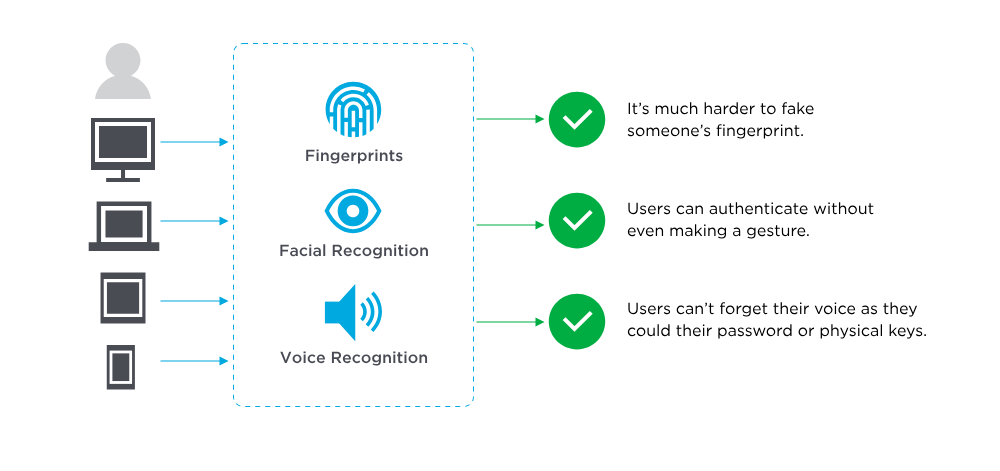 Fingerprints
It’s much harder to fake
someone’s fingerprint.
Facial Recognition
Users can authenticate without
even making a gesture.
Voice Recognition
Users can’t forget their voice as they
could their password or physical keys.